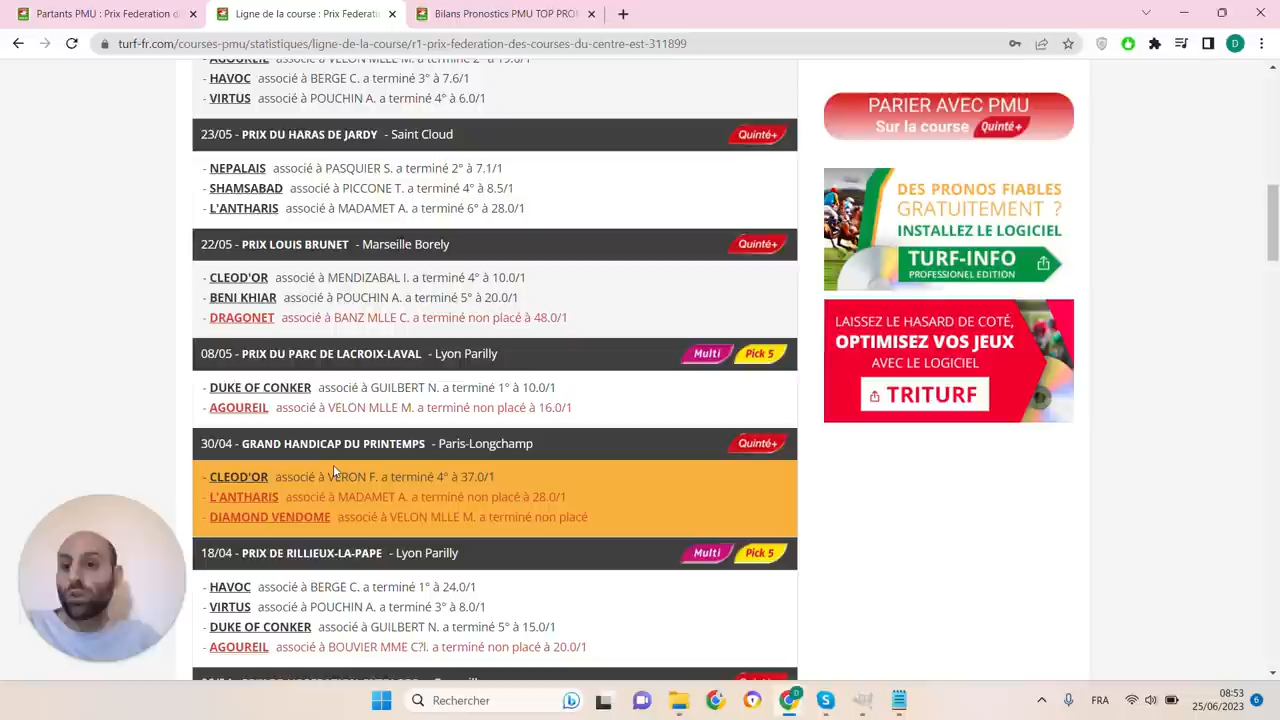 Partants PMU : Prix Federati
Ligne de la course : Prix Federati
Pronostics PMU TOP PRO
turf-fr.com/courses-pmu/statistiques/ligne-de-la-course/r1-prix-federation-des-courses-du-centre-est-311899
D
- AGOUREIL associé à VELON MLLE M. a terminé 2° à 19.0/1
- HAVOC associé à BERGE C. a terminé 3° à 7.6/1
- VIRTUS associé à POUCHIN A. a terminé 4° à 6.0/1
23/05 - PRIX DU HARAS DE JARDY - Saint Cloud Quinté+
- NEPALAIS associé à PASQUIER S. a terminé 2° à 7.1/1
- SHAMSABAD associé à PICCONE T. a terminé 4° à 8.5/1
- L'ANTHARIS associé à MADAMET A. a terminé 6° à 28.0/1
22/05 - PRIX LOUIS BRUNET - Marseille Borely Quinté+
- CLEOD'OR associé à MENDIZABAL I. a terminé 4° à 10.0/1
- BENI KHIAR associé à POUCHIN A. a terminé 5° à 20.0/1
- DRAGONET associé à BANZ MLLE C. a terminé non placé à 48.0/1
08/05 - PRIX DU PARC DE LACROIX-LAVAL - Lyon Parilly Multi Pick 5
- DUKE OF CONKER associé à GUILBERT N. a terminé 1° à 10.0/1
- AGOUREIL associé à VELON MLLE M. a terminé non placé à 16.0/1
30/04 - GRAND HANDICAP DU PRINTEMPS - Paris-Longchamp Quinté+
- CLEOD'OR associé à VERON F. a terminé 4° à 37.0/1
- L'ANTHARIS associé à MADAMET A. a terminé non placé à 28.0/1
- DIAMOND VENDOME associé à VELON MLLE M. a terminé non placé
18/04 - PRIX DE RILLIEUX-LA-PAPE - Lyon Parilly Multi Pick 5
- HAVOC associé à BERGE C. a terminé 1° à 24.0/1
- VIRTUS associé à POUCHIN A. a terminé 3° à 8.0/1
- DUKE OF CONKER associé à GUILBERT N. a terminé 5° à 15.0/1
- AGOUREIL associé à BOUVIER MME C?l. a terminé non placé à 20.0/1
PARIER AVEC PMU
Sur la course Quinté+
DES PRONOS FIABLES
GRATUITEMENT ?
INSTALLEZ LE LOGICIEL
TURF-INFO
PROFESSIONEL EDITION
LAISSEZ LE HASARD DE COTÉ,
OPTIMISEZ VOS JEUX
AVEC LE LOGICIEL
TRITURF
Rechercher
FRA
08:53
25/06/2023
6